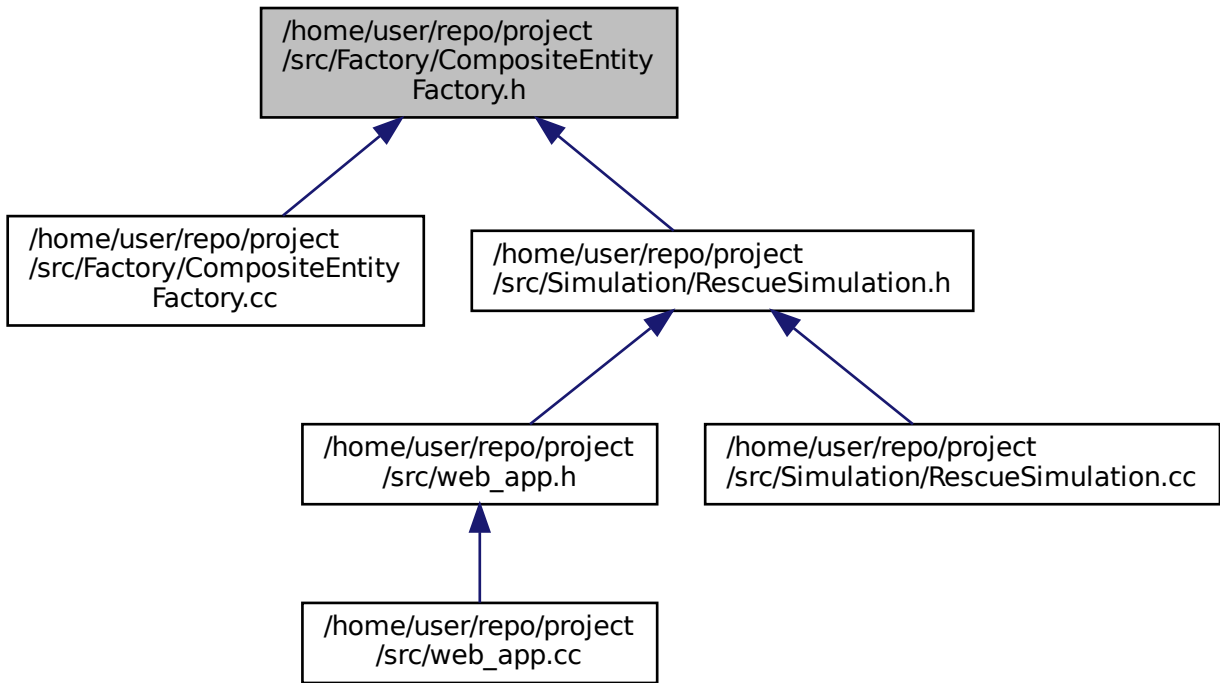 /home/user/repo/project
/src/Factory/CompositeEntity
Factory.h
/home/user/repo/project
/src/Factory/CompositeEntity
Factory.cc
/home/user/repo/project
/src/Simulation/RescueSimulation.h
/home/user/repo/project
/src/web_app.h
/home/user/repo/project
/src/Simulation/RescueSimulation.cc
/home/user/repo/project
/src/web_app.cc